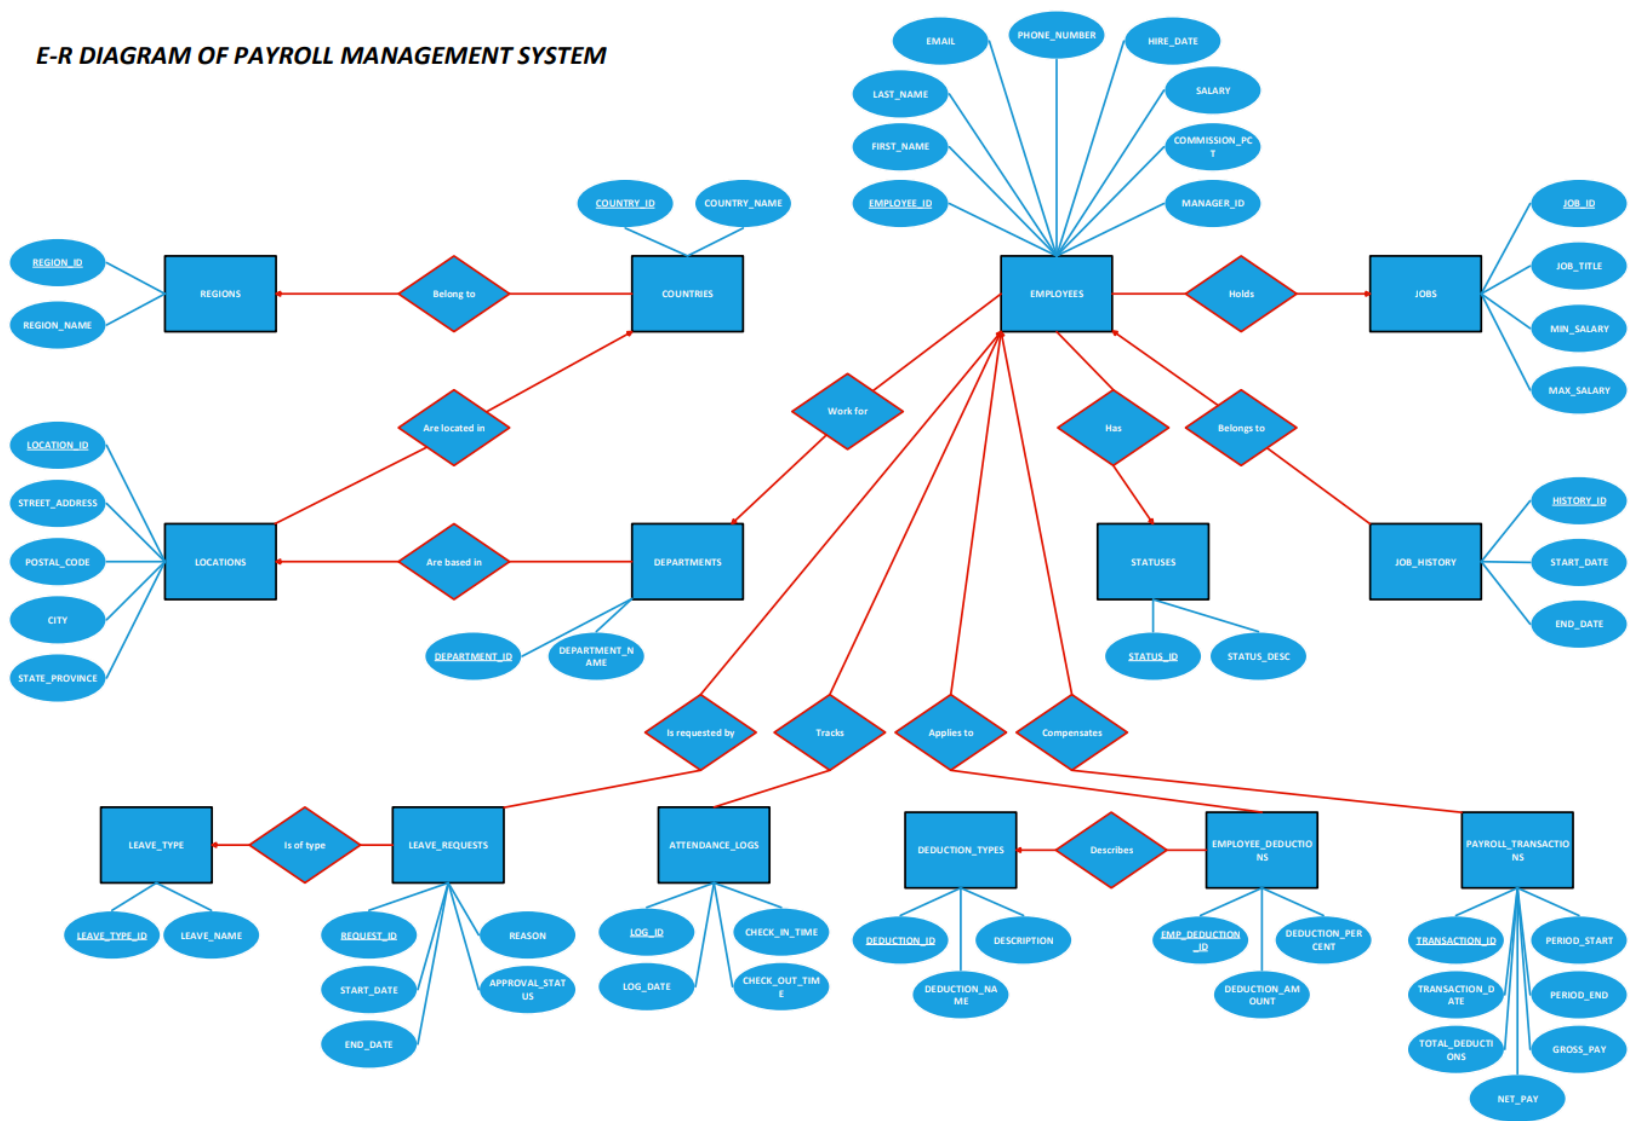 E-R DIAGRAM OF PAYROLL MANAGEMENT SYSTEM
EMAIL
PHONE_NUMBER
HIRE_DATE
LAST_NAME
SALARY
FIRST_NAME
COMMISSION_PC
T
EMPLOYEE_ID
MANAGER_ID
COUNTRY_ID
COUNTRY_NAME
JOB_ID
REGION_ID
REGION_NAME
REGIONS
Belong to
COUNTRIES
EMPLOYEES
Holds
JOBS
JOB_TITLE
MIN_SALARY
MAX_SALARY
Work for
Are located in
Has
Belongs to
LOCATION_ID
STREET_ADDRESS
POSTAL_CODE
CITY
STATE_PROVINCE
LOCATIONS
Are based in
DEPARTMENTS
STATUSES
JOB_HISTORY
HISTORY_ID
START_DATE
END_DATE
DEPARTMENT_ID
DEPARTMENT_N
AME
STATUS_ID
STATUS_DESC
Is requested by
Tracks
Applies to
Compensates
LEAVE_TYPE
Is of type
LEAVE_REQUESTS
ATTENDANCE_LOGS
DEDUCTION_TYPES
Describes
EMPLOYEE_DEDUCTIO
NS
PAYROLL_TRANSACTIO
NS
LEAVE_TYPE_ID
LEAVE_NAME
REQUEST_ID
REASON
START_DATE
APPROVAL_STAT
US
END_DATE
LOG_ID
CHECK_IN_TIME
LOG_DATE
CHECK_OUT_TIM
E
DEDUCTION_ID
DESCRIPTION
DEDUCTION_NA
ME
EMP_DEDUCTION
_ID
DEDUCTION_PER
CENT
DEDUCTION_AM
OUNT
TRANSACTION_ID
PERIOD_START
TRANSACTION_D
ATE
PERIOD_END
TOTAL_DEDUCTI
ONS
GROSS_PAY
NET_PAY